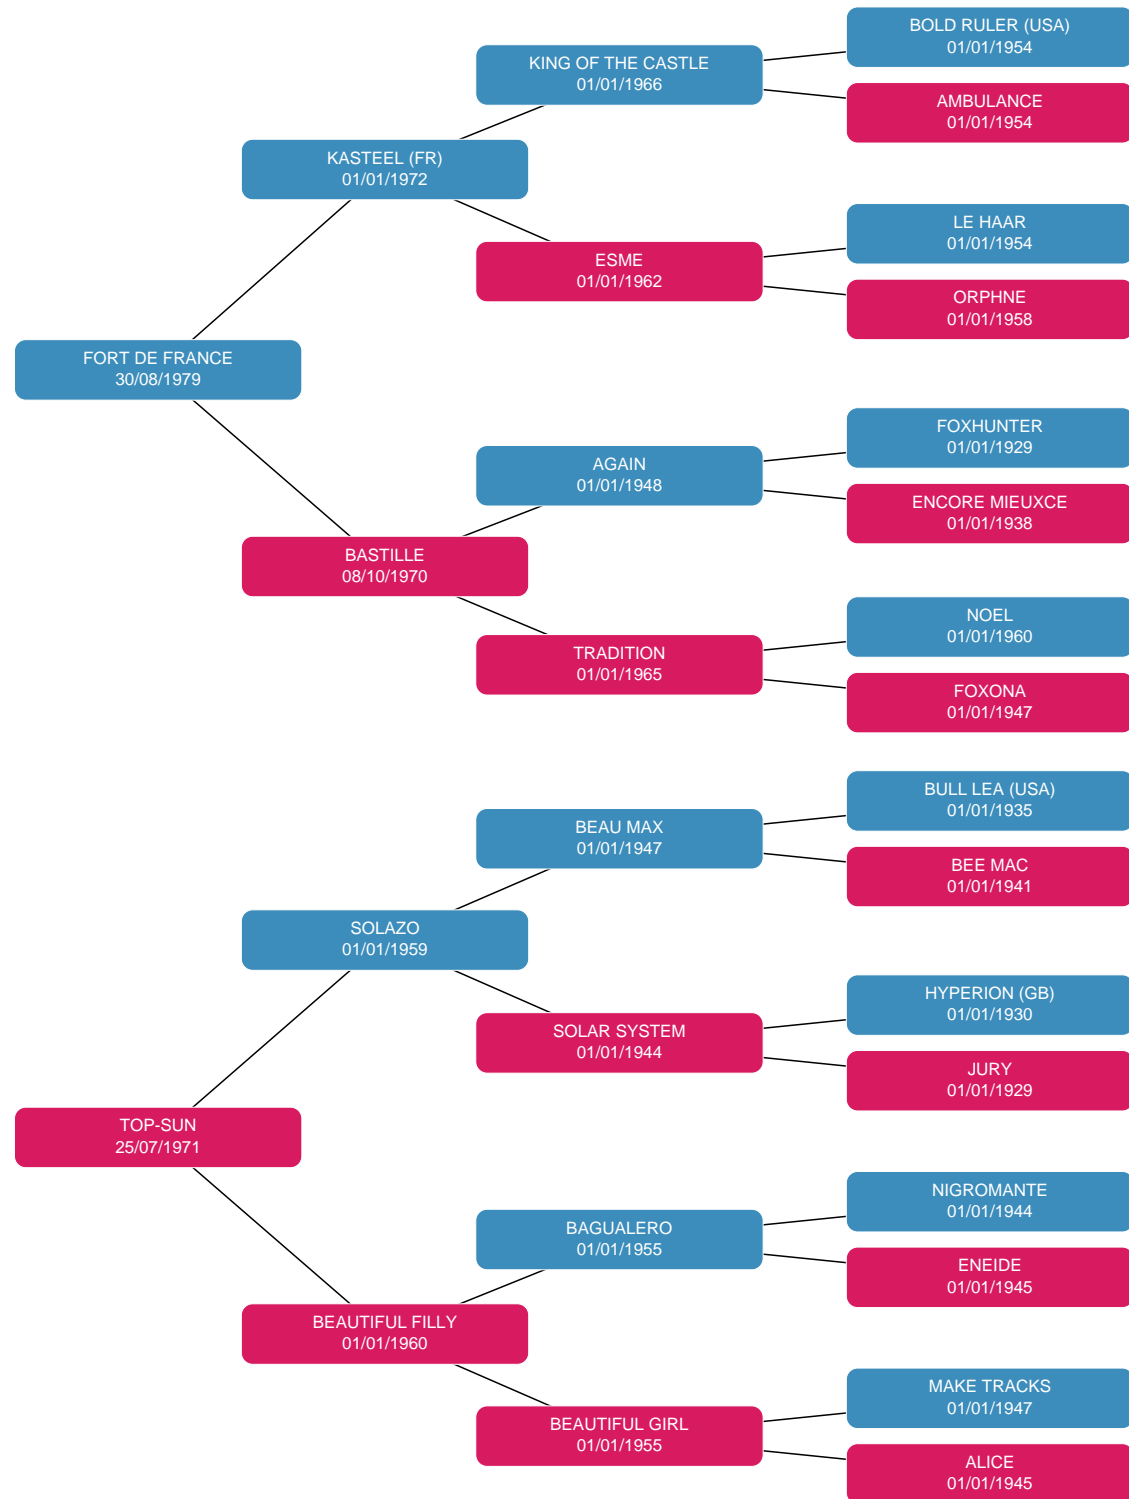 BOLD RULER (USA)
01/01/1954
KING OF THE CASTLE
01/01/1966
AMBULANCE
01/01/1954
KASTEEL (FR)
01/01/1972
LE HAAR
01/01/1954
ESME
01/01/1962
ORPHNE
01/01/1958
FORT DE FRANCE
30/08/1979
FOXHUNTER
01/01/1929
AGAIN
01/01/1948
ENCORE MIEUXCE
01/01/1938
BASTILLE
08/10/1970
NOEL
01/01/1960
TRADITION
01/01/1965
FOXONA
01/01/1947
BULL LEA (USA)
01/01/1935
BEAU MAX
01/01/1947
BEE MAC
01/01/1941
SOLAZO
01/01/1959
HYPERION (GB)
01/01/1930
SOLAR SYSTEM
01/01/1944
JURY
01/01/1929
TOP-SUN
25/07/1971
NIGROMANTE
01/01/1944
BAGUALERO
01/01/1955
ENEIDE
01/01/1945
BEAUTIFUL FILLY
01/01/1960
MAKE TRACKS
01/01/1947
BEAUTIFUL GIRL
01/01/1955
ALICE
01/01/1945